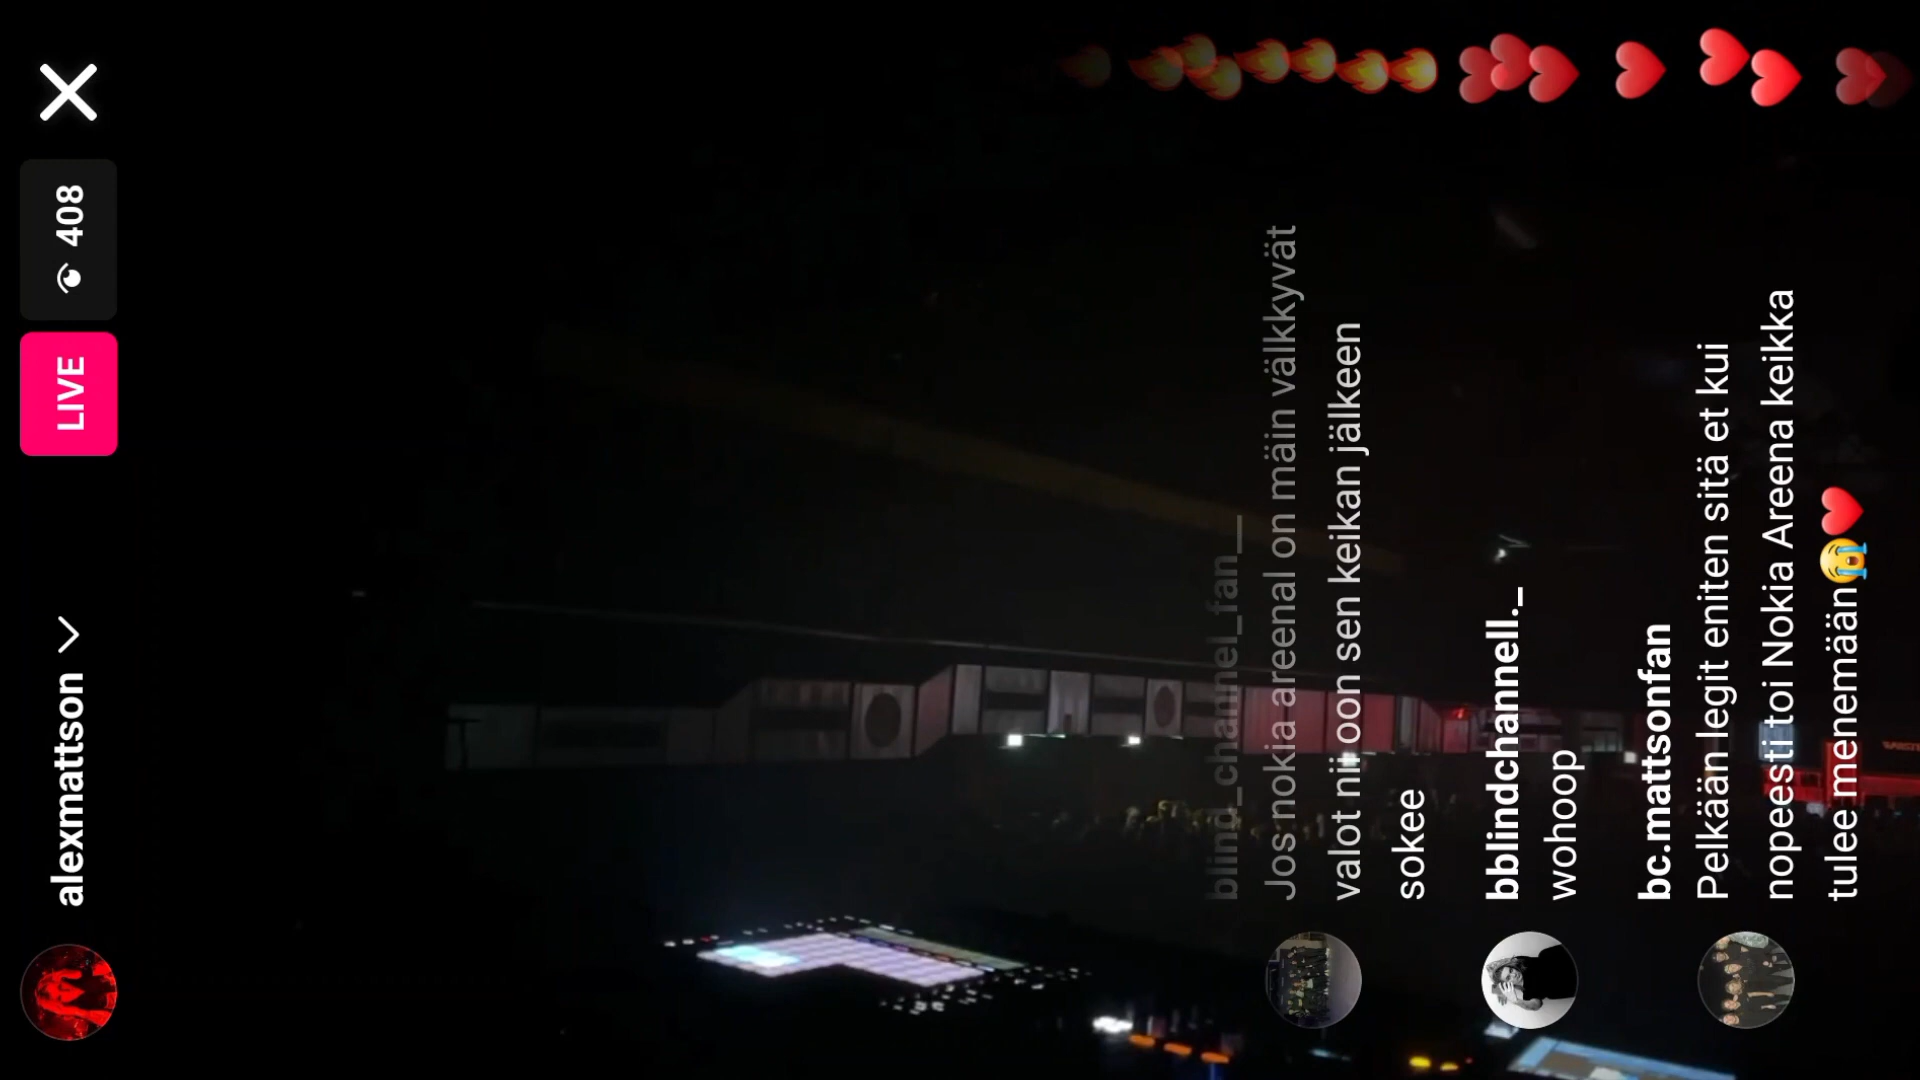 alexmattson
LIVE
408
blind_channel_fan__
Jos nokia areenal on mäin välkkyvät
valot nii oon sen keikan jälkeen
sokee
bblindchannell._
wohoop
bc.mattsonfan
Pelkään legit eniten sitä et kui
nopeesti toi Nokia Areena keikka
tulee menemään😭❤️